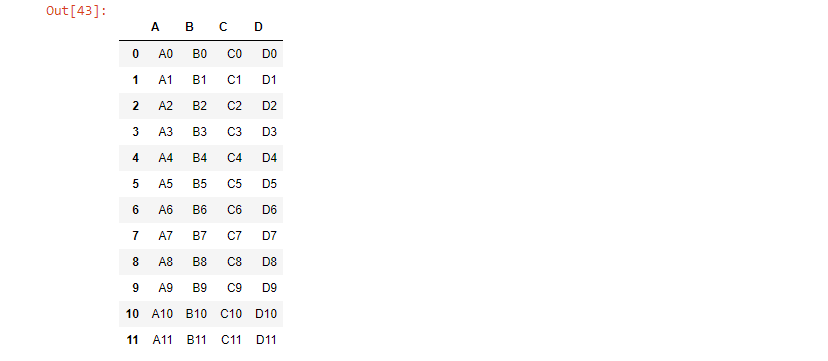 Out[43]:
A B C D
0 A0 B0 C0 D0
1 A1 B1 C1 D1
2 A2 B2 C2 D2
3 A3 B3 C3 D3
4 A4 B4 C4 D4
5 A5 B5 C5 D5
6 A6 B6 C6 D6
7 A7 B7 C7 D7
8 A8 B8 C8 D8
9 A9 B9 C9 D9
10 A10 B10 C10 D10
11 A11 B11 C11 D11